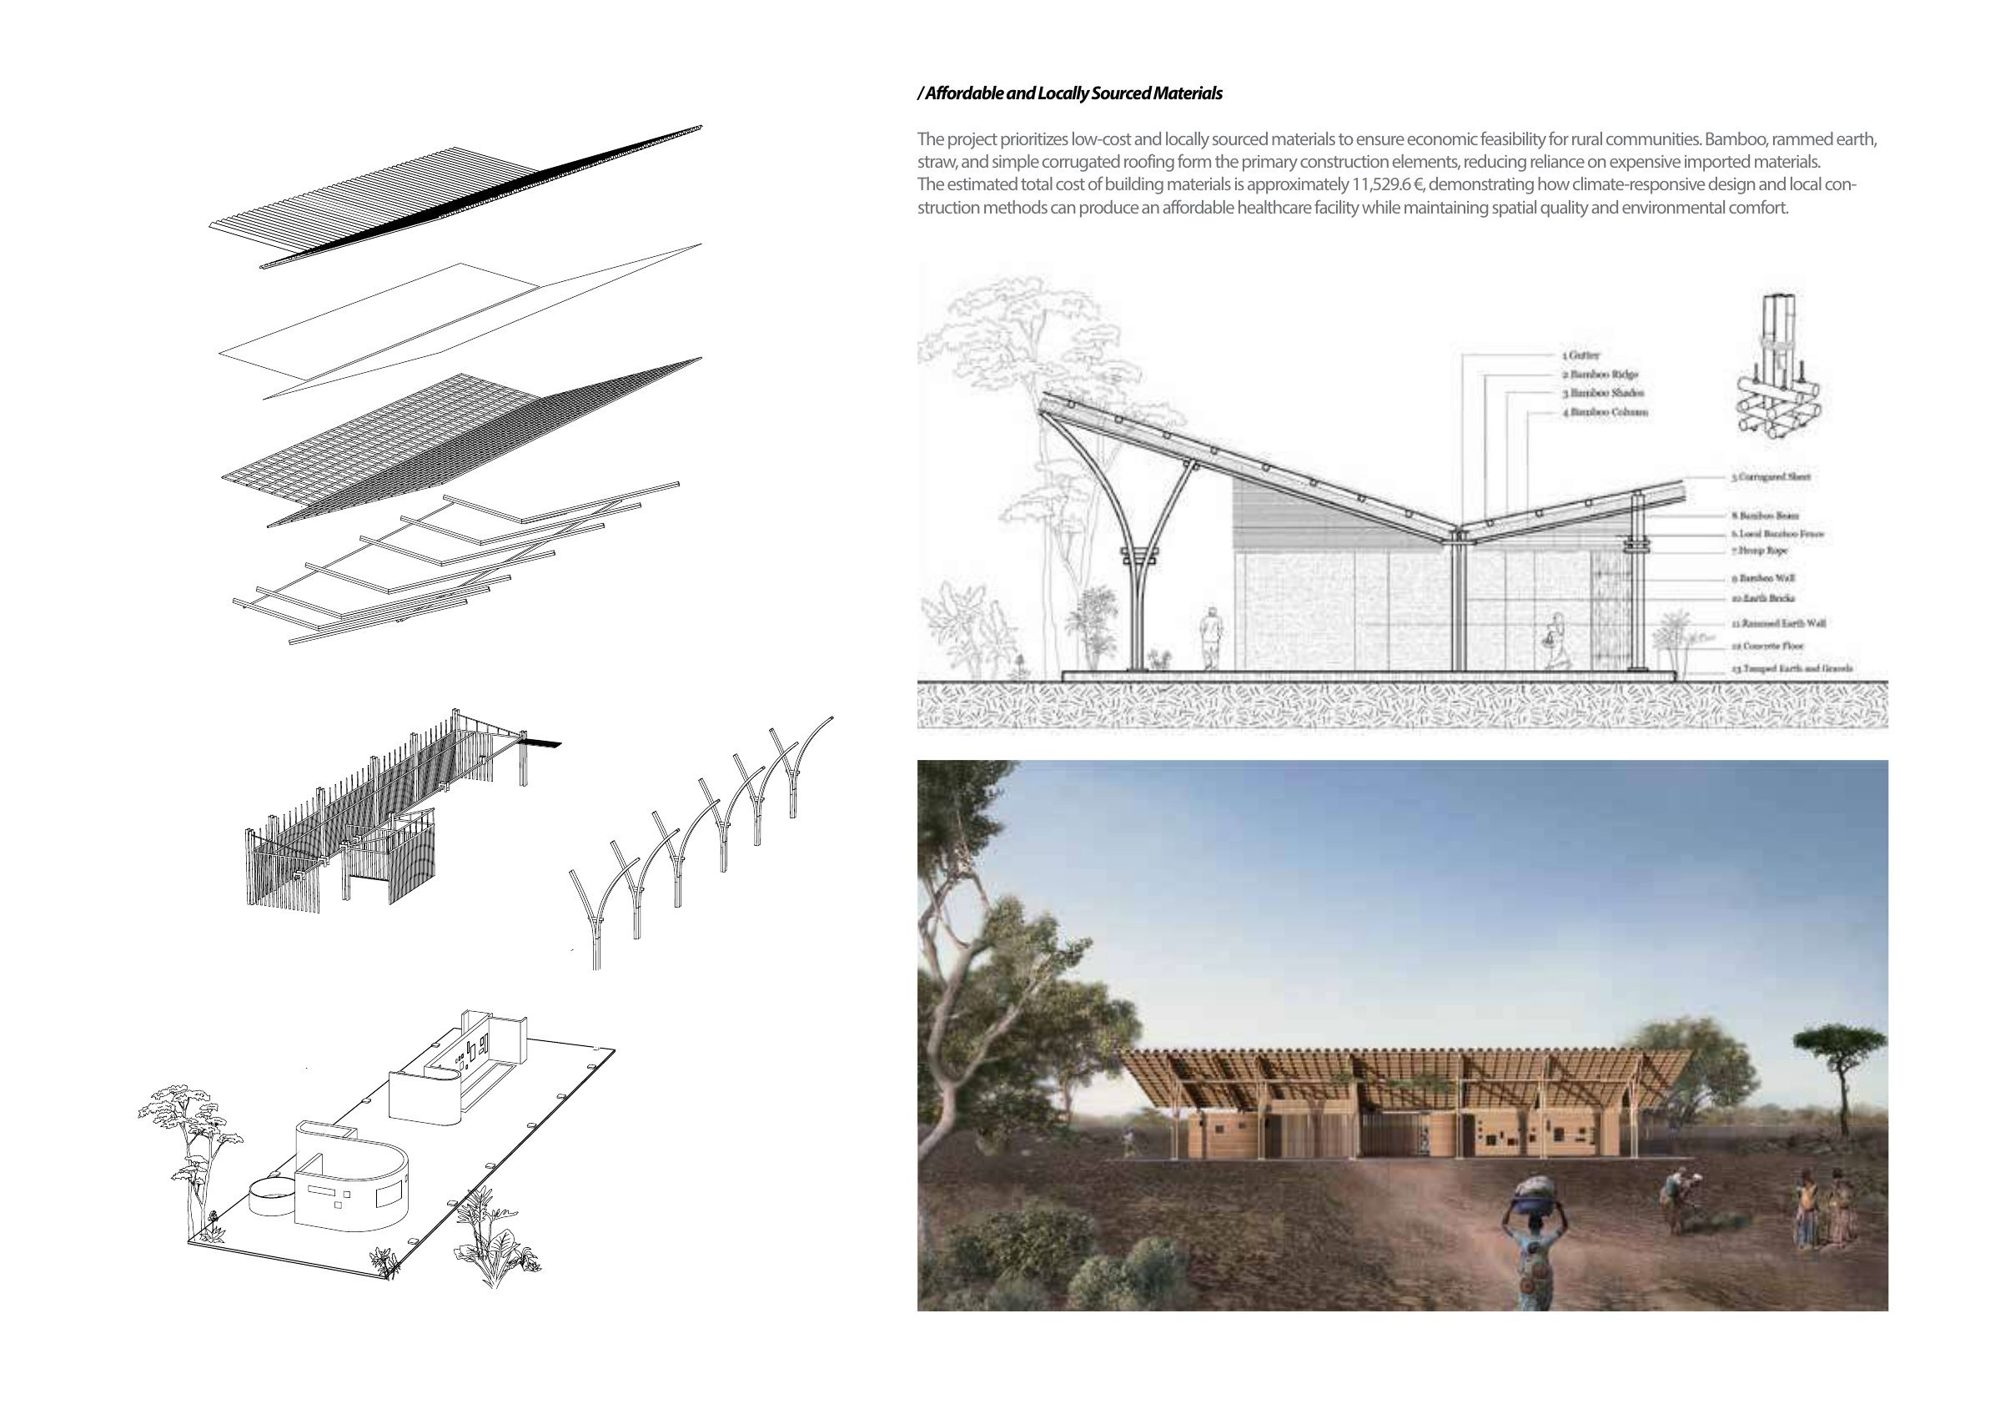 / Affordable and Locally Sourced Materials
The project prioritizes low-cost and locally sourced materials to ensure economic feasibility for rural communities. Bamboo, rammed earth,
straw, and simple corrugated roofing form the primary construction elements, reducing reliance on expensive imported materials.
The estimated total cost of building materials is approximately 11,529.6 €, demonstrating how climate-responsive design and local con-
struction methods can produce an affordable healthcare facility while maintaining spatial quality and environmental comfort.
1 Gutter
2 Bamboo Ridge
3 Bamboo Shades
4 Bamboo Column
5 Corrugated Sheet
8 Bamboo Beam
6 Local Bamboo Fence
7 Hemp Rope
9 Bamboo Wall
10 Earth Bricks
11 Rammed Earth Wall
12 Concrete Floor
13 Tamped Earth and Gravels